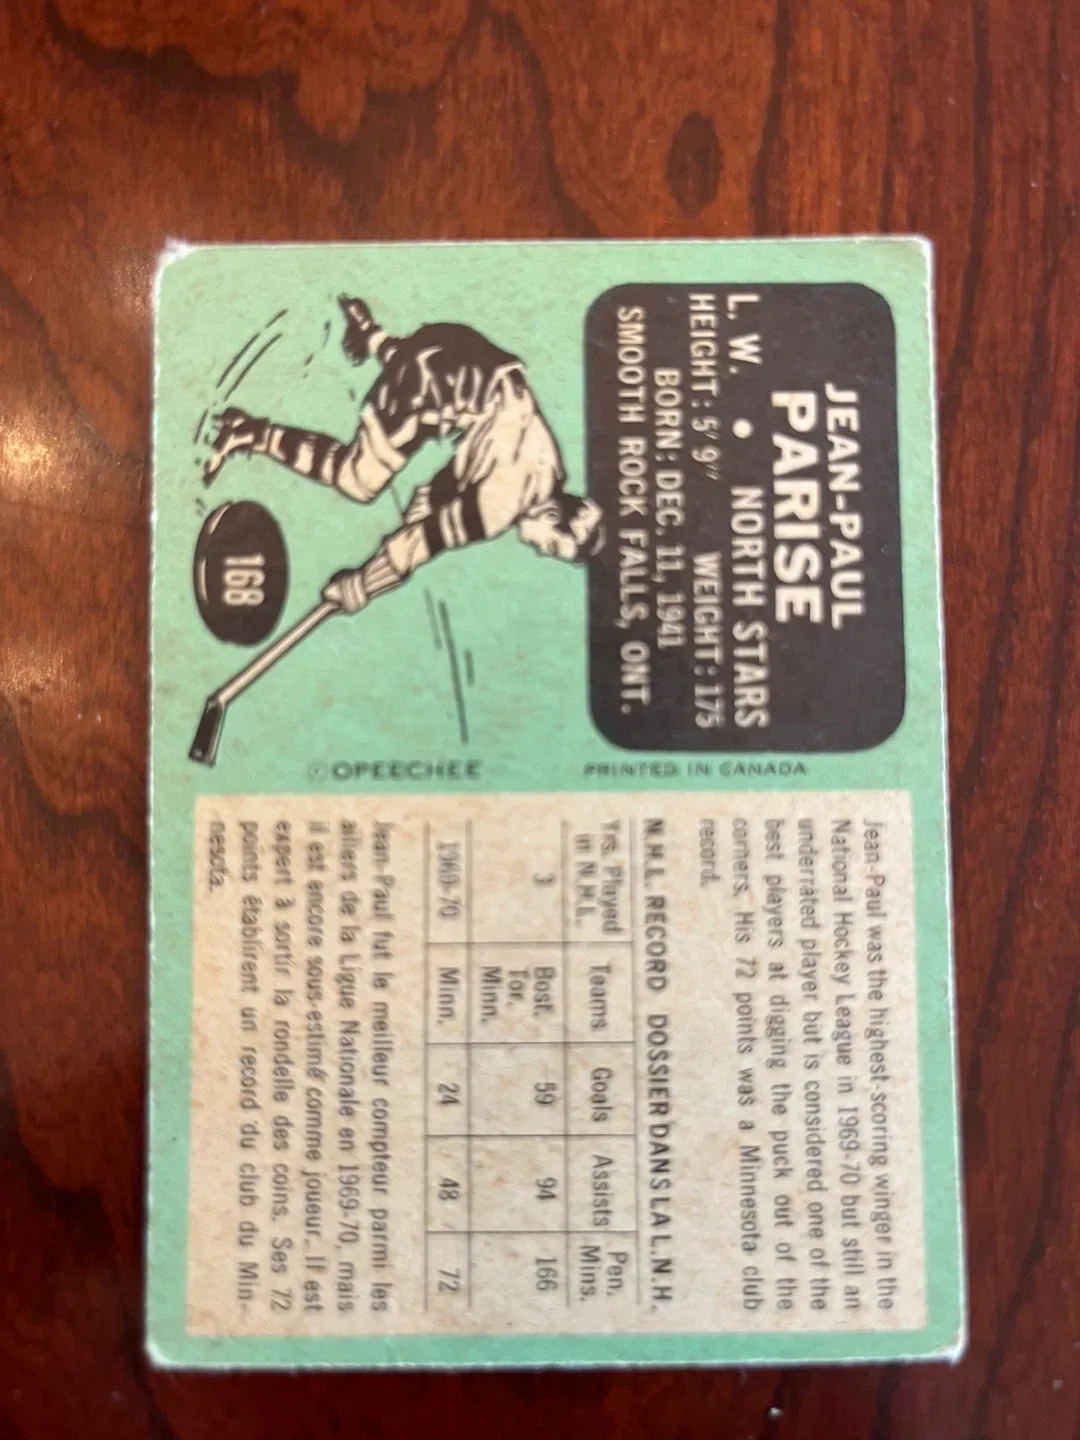 JEAN-PAUL
PARISE
L. W. • NORTH STARS
HEIGHT: 5' 9" WEIGHT: 175
BORN: DEC. 11, 1941
SMOOTH ROCK FALLS, ONT.
168
©OPEECHEE PRINTED IN CANADA
Jean-Paul was the highest-scoring winger in the
National Hockey League in 1969-70 but still an
underrated player but is considered one of the
best players at digging the puck out of the
corners. His 72 points was a Minnesota club
record.
N.H.L. RECORD DOSSIER DANS LA L.N.H.
Yrs. Played in N.H.L. Teams Goals Assists Pen. Mins.
3 Bost. 59 94 166
Tor.
Minn.
1969-70 Minn. 24 48 72
Jean-Paul fut le meilleur compteur parmi les
ailiers de la Ligue Nationale en 1969-70, mais
il est encore sous-estimé comme joueur. Il est
expert à sortir la rondelle des coins. Ses 72
points établirent un record du club du Min-
nesota.